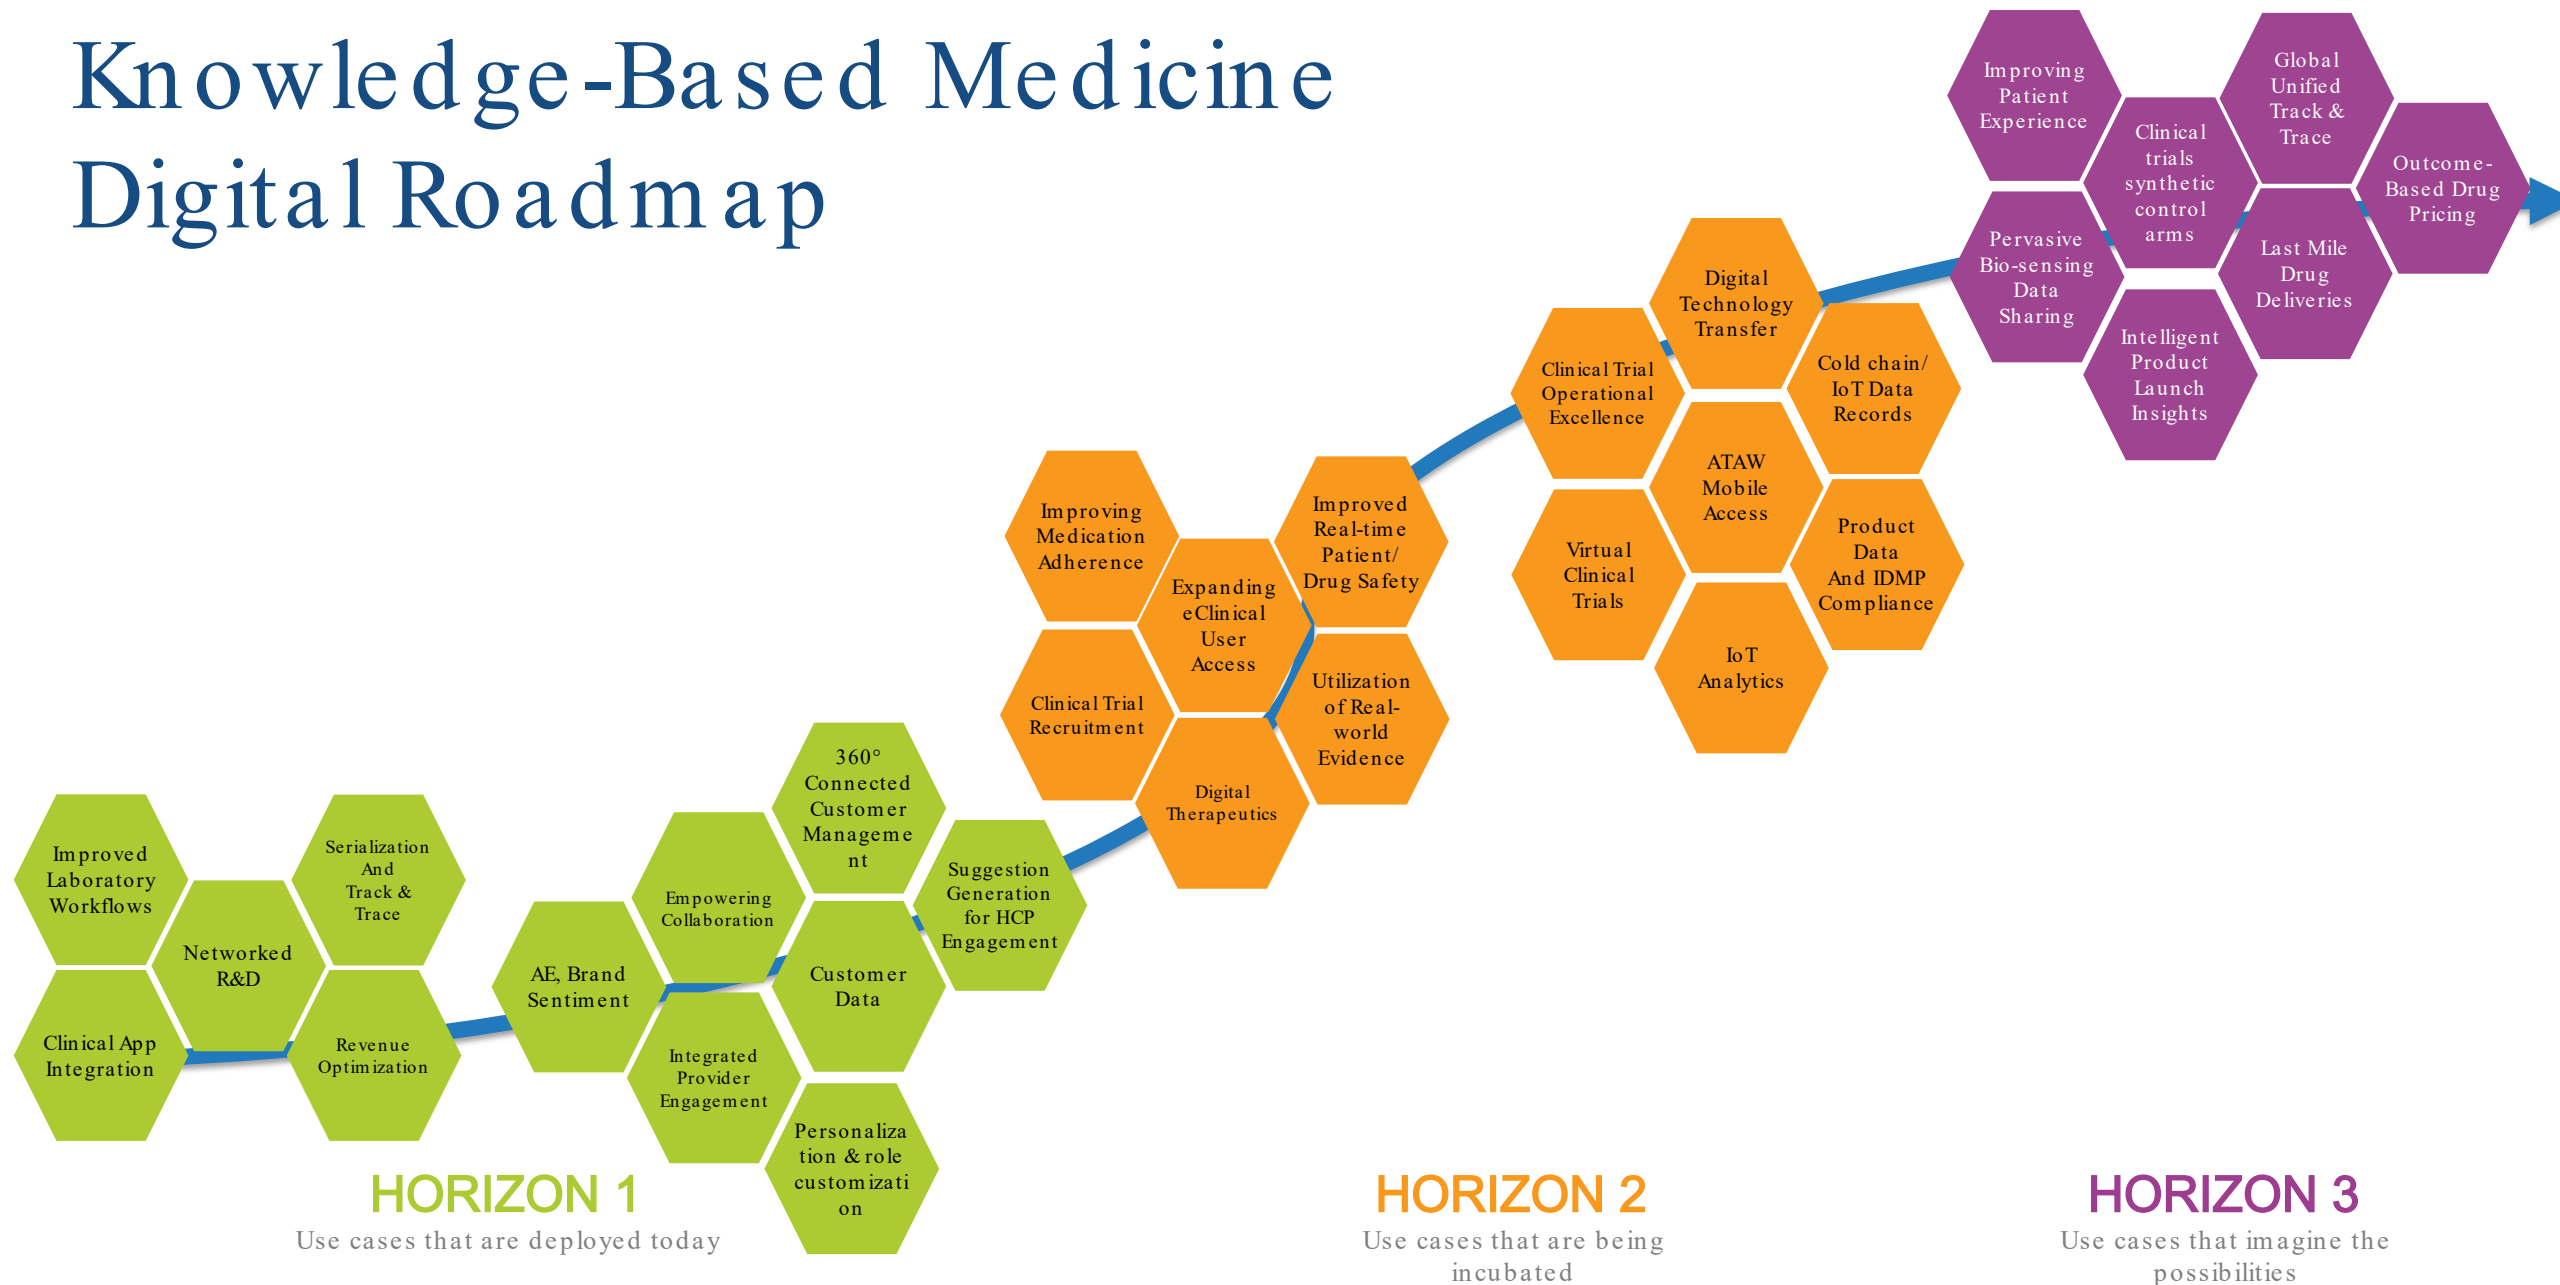 Knowledge-Based Medicine
Digital Roadmap
Improved
Laboratory
Workflows
Networked
R&D
Serialization
And
Track &
Trace
Clinical App
Integration
Revenue
Optimization
AE, Brand
Sentiment
Empowering
Collaboration
360°
Connected
Customer
Manageme
nt
Suggestion
Generation
for HCP
Engagement
Customer
Data
Integrated
Provider
Engagement
Personaliza
tion & role
customizati
on
HORIZON 1
Use cases that are deployed today
Improving
Medication
Adherence
Expanding
eClinical
User
Access
Improved
Real-time
Patient/
Drug Safety
Clinical Trial
Recruitment
Utilization
of Real-
world
Evidence
Digital
Therapeutics
Clinical Trial
Operational
Excellence
Digital
Technology
Transfer
Cold chain/
IoT Data
Records
ATAW
Mobile
Access
Virtual
Clinical
Trials
Product
Data
And IDMP
Compliance
IoT
Analytics
HORIZON 2
Use cases that are being
incubated
Improving
Patient
Experience
Clinical
trials
synthetic
control
arms
Global
Unified
Track &
Trace
Outcome-
Based Drug
Pricing
Pervasive
Bio-sensing
Data
Sharing
Last Mile
Drug
Deliveries
Intelligent
Product
Launch
Insights
HORIZON 3
Use cases that imagine the
possibilities